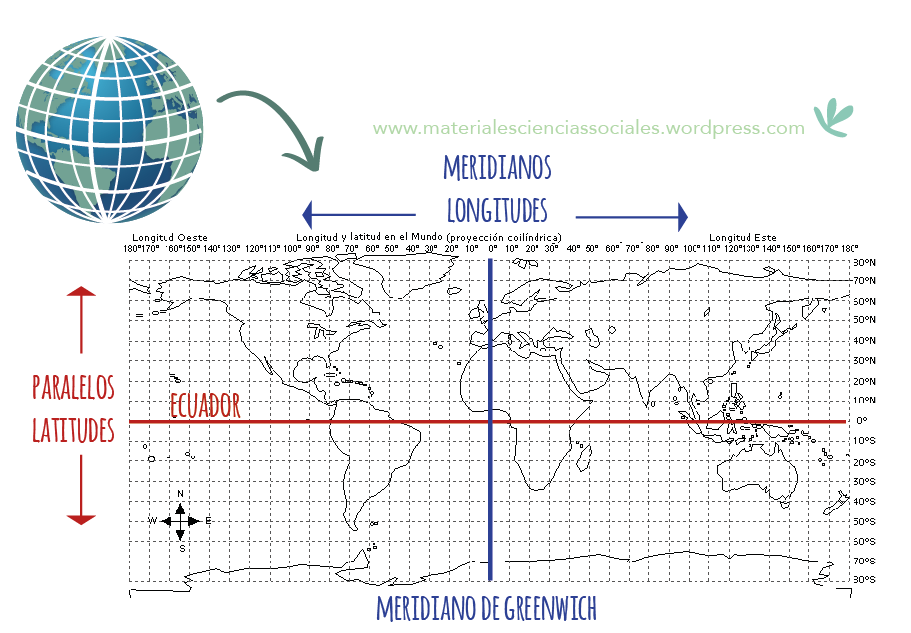 www.materialescienciassociales.wordpress.com
MERIDIANOS
LONGITUDES
Longitud Oeste
Longitud y latitud en el Mundo (proyección coilíndrica)
Longitud Este
180°170° 60°150°140°130°120°110°100° 90° 80° 70° 60° 50° 40° 30° 20° 10° 0° 10° 20° 30° 40° 50° 60° 70° 80° 90° 100° 110° 120°130°140°150°160°170° 180°
80°N
70°N
60°N
50°N
40°N
30°N
20°N
10°N
0°
10°S
20°S
30°S
40°S
50°S
60°S
70°S
80°S
PARALELOS
LATITUDES
ECUADOR
N
W E
S
MERIDIANO DE GREENWICH